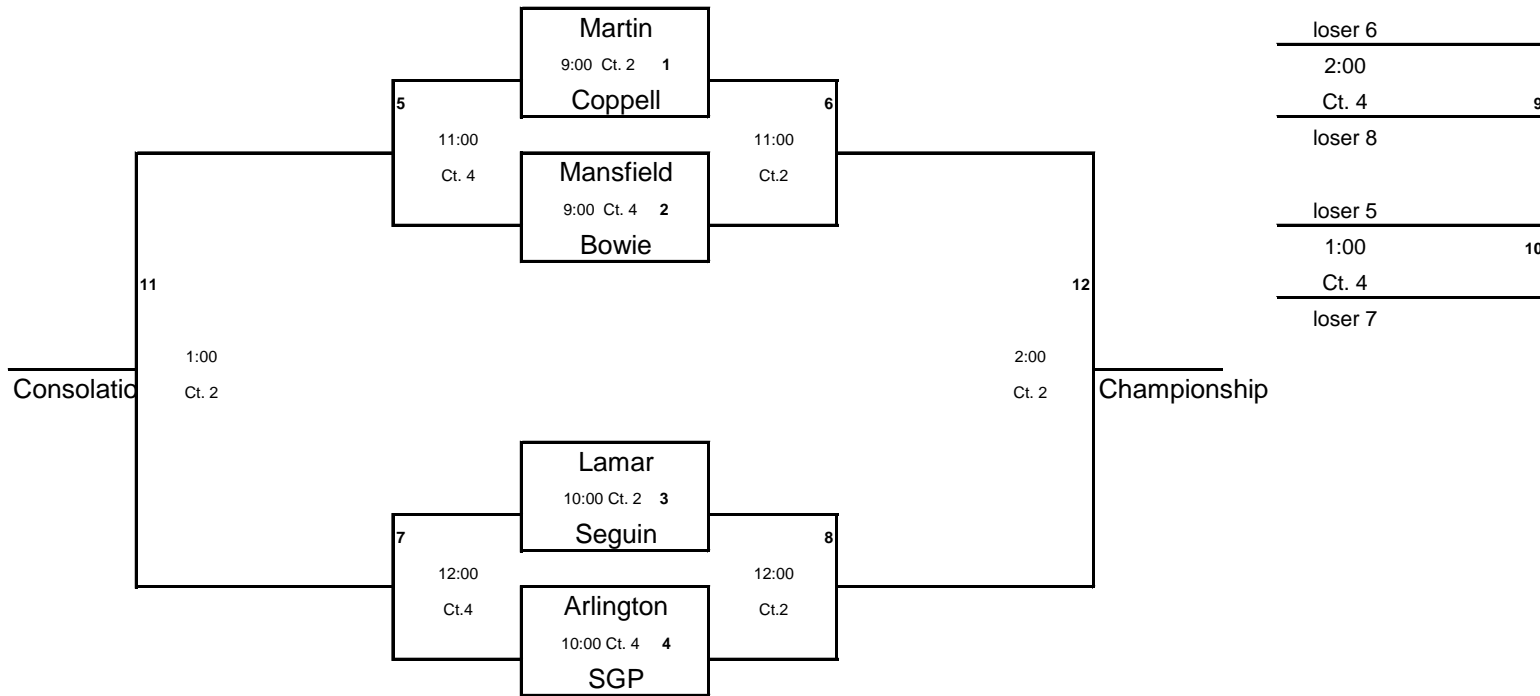 Martin
9:00 Ct. 2 1
Coppell
5
6
11:00
Ct. 4
11:00
Ct.2
Mansfield
9:00 Ct. 4 2
Bowie
11
12
1:00
Ct. 2
2:00
Ct. 2
Consolatio
Championship
Lamar
10:00 Ct. 2 3
Seguin
7
8
12:00
Ct.4
12:00
Ct.2
Arlington
10:00 Ct. 4 4
SGP
loser 6
2:00
Ct. 4 9
loser 8
loser 5
1:00 10
Ct. 4
loser 7